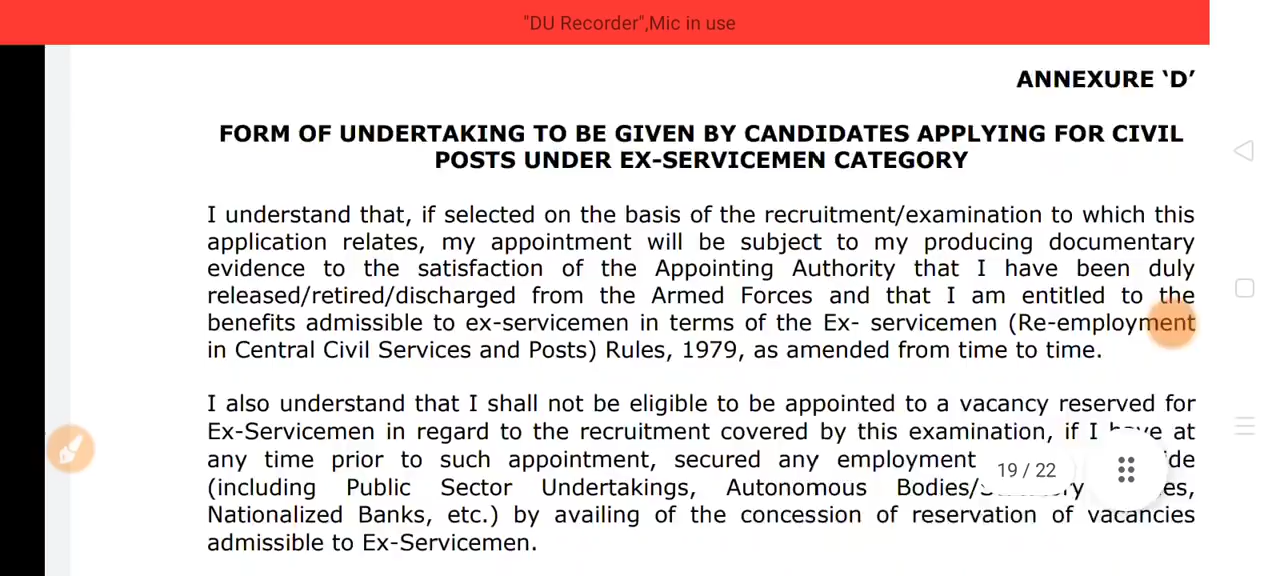 "DU Recorder",Mic in use
ANNEXURE ‘D’
FORM OF UNDERTAKING TO BE GIVEN BY CANDIDATES APPLYING FOR CIVIL
POSTS UNDER EX-SERVICEMEN CATEGORY
I understand that, if selected on the basis of the recruitment/examination to which this
application relates, my appointment will be subject to my producing documentary
evidence to the satisfaction of the Appointing Authority that I have been duly
released/retired/discharged from the Armed Forces and that I am entitled to the
benefits admissible to ex-servicemen in terms of the Ex- servicemen (Re-employment
in Central Civil Services and Posts) Rules, 1979, as amended from time to time.
I also understand that I shall not be eligible to be appointed to a vacancy reserved for
Ex-Servicemen in regard to the recruitment covered by this examination, if I have at
any time prior to such appointment, secured any employment
19 / 22
(including Public Sector Undertakings, Autonomous Bodies/
Nationalized Banks, etc.) by availing of the concession of reservation of vacancies
admissible to Ex-Servicemen.